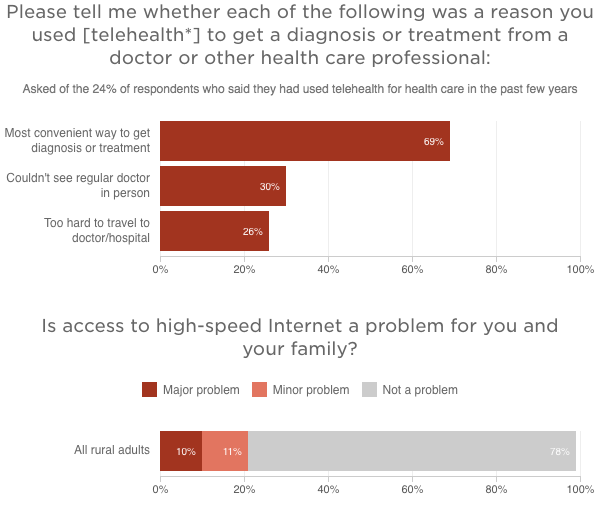 Please tell me whether each of the following was a reason you
used [telehealth*] to get a diagnosis or treatment from a
doctor or other health care professional:
Asked of the 24% of respondents who said they had used telehealth for health care in the past few years
Most convenient way to get
diagnosis or treatment
69%
Couldn't see regular doctor
in person
30%
Too hard to travel to
doctor/hospital
26%
0% 20% 40% 60% 80% 100%
Is access to high-speed Internet a problem for you and
your family?
Major problem Minor problem Not a problem
All rural adults 10% 11% 78%
0% 20% 40% 60% 80% 100%